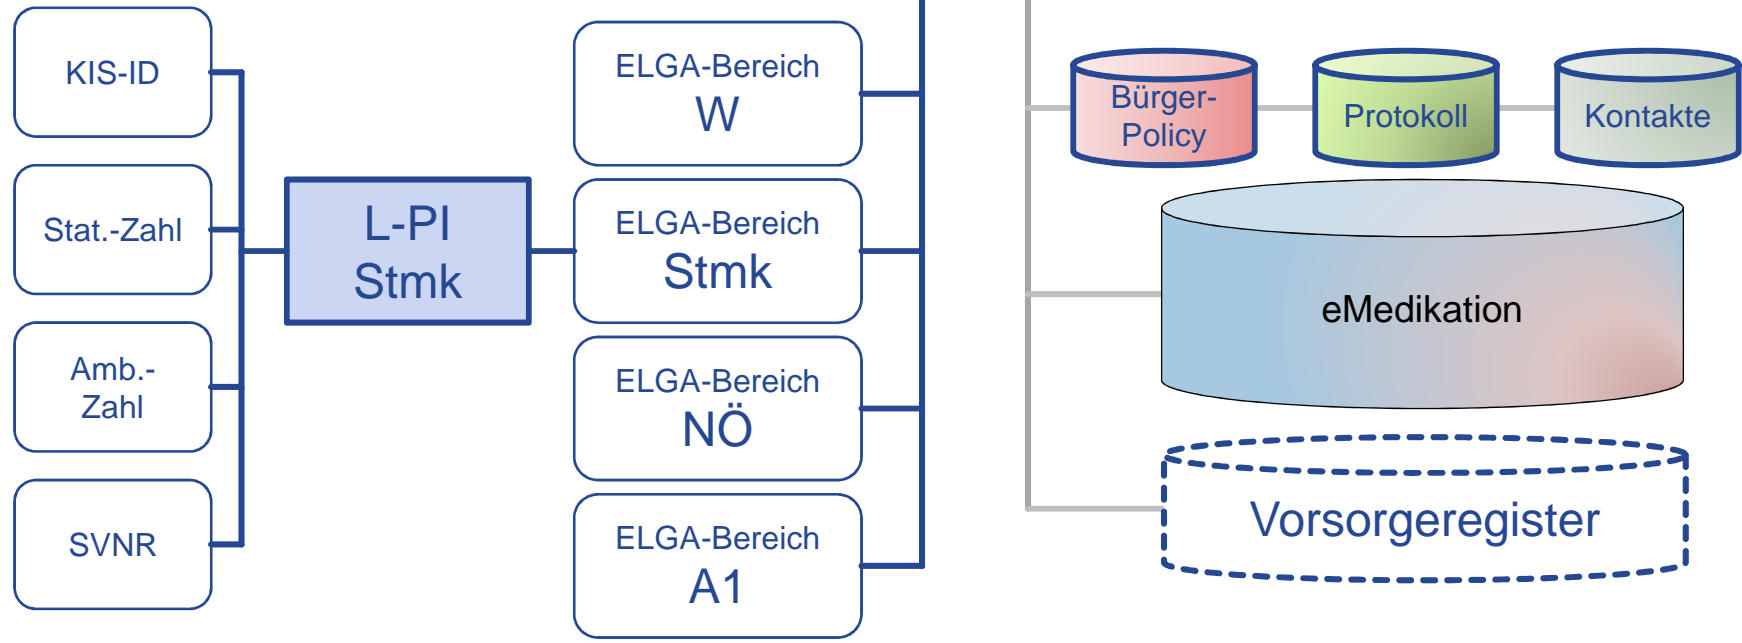 KIS-ID
Stat.-Zahl
Amb.-
Zahl
SVNR
L-PI
Stmk
ELGA-Bereich
W
ELGA-Bereich
Stmk
ELGA-Bereich
NÖ
ELGA-Bereich
A1
Bürger-
Policy
Protokoll
Kontakte
eMedikation
Vorsorgeregister